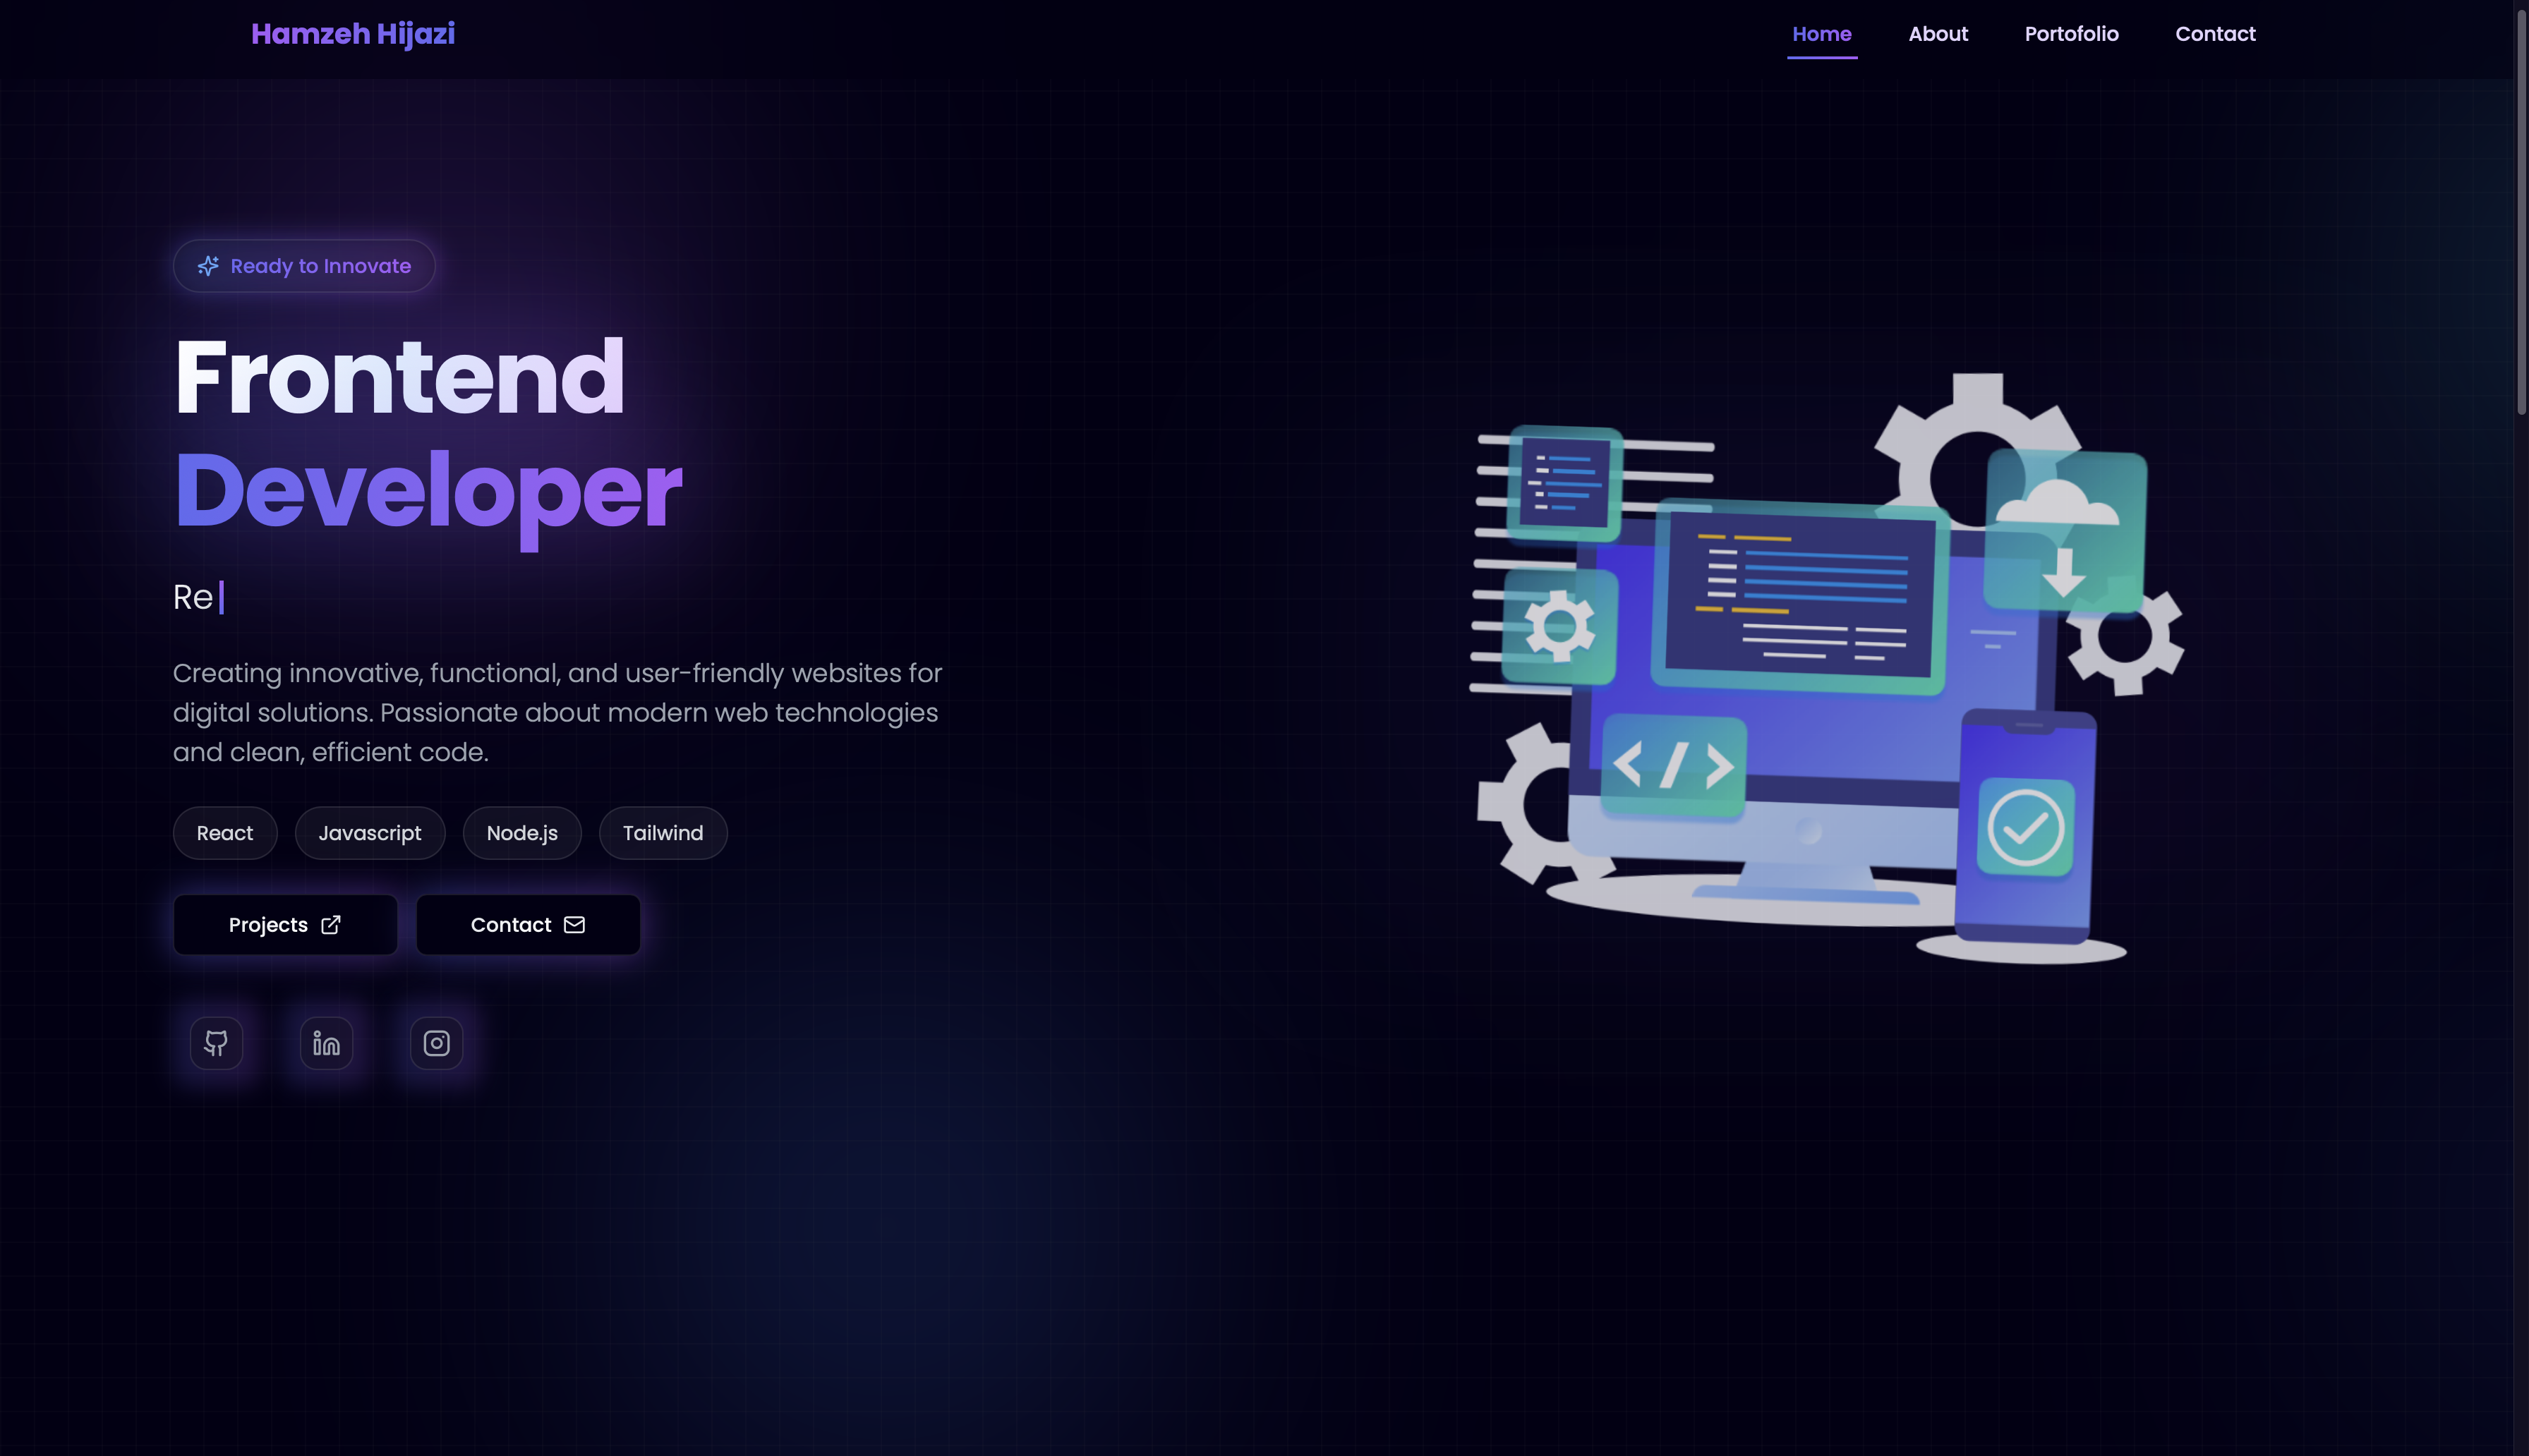 Hamzeh Hijazi
Home About Portofolio Contact
Ready to Innovate
Frontend
Developer
Re
Creating innovative, functional, and user-friendly websites for
digital solutions. Passionate about modern web technologies
and clean, efficient code.
React Javascript Node.js Tailwind
Projects Contact